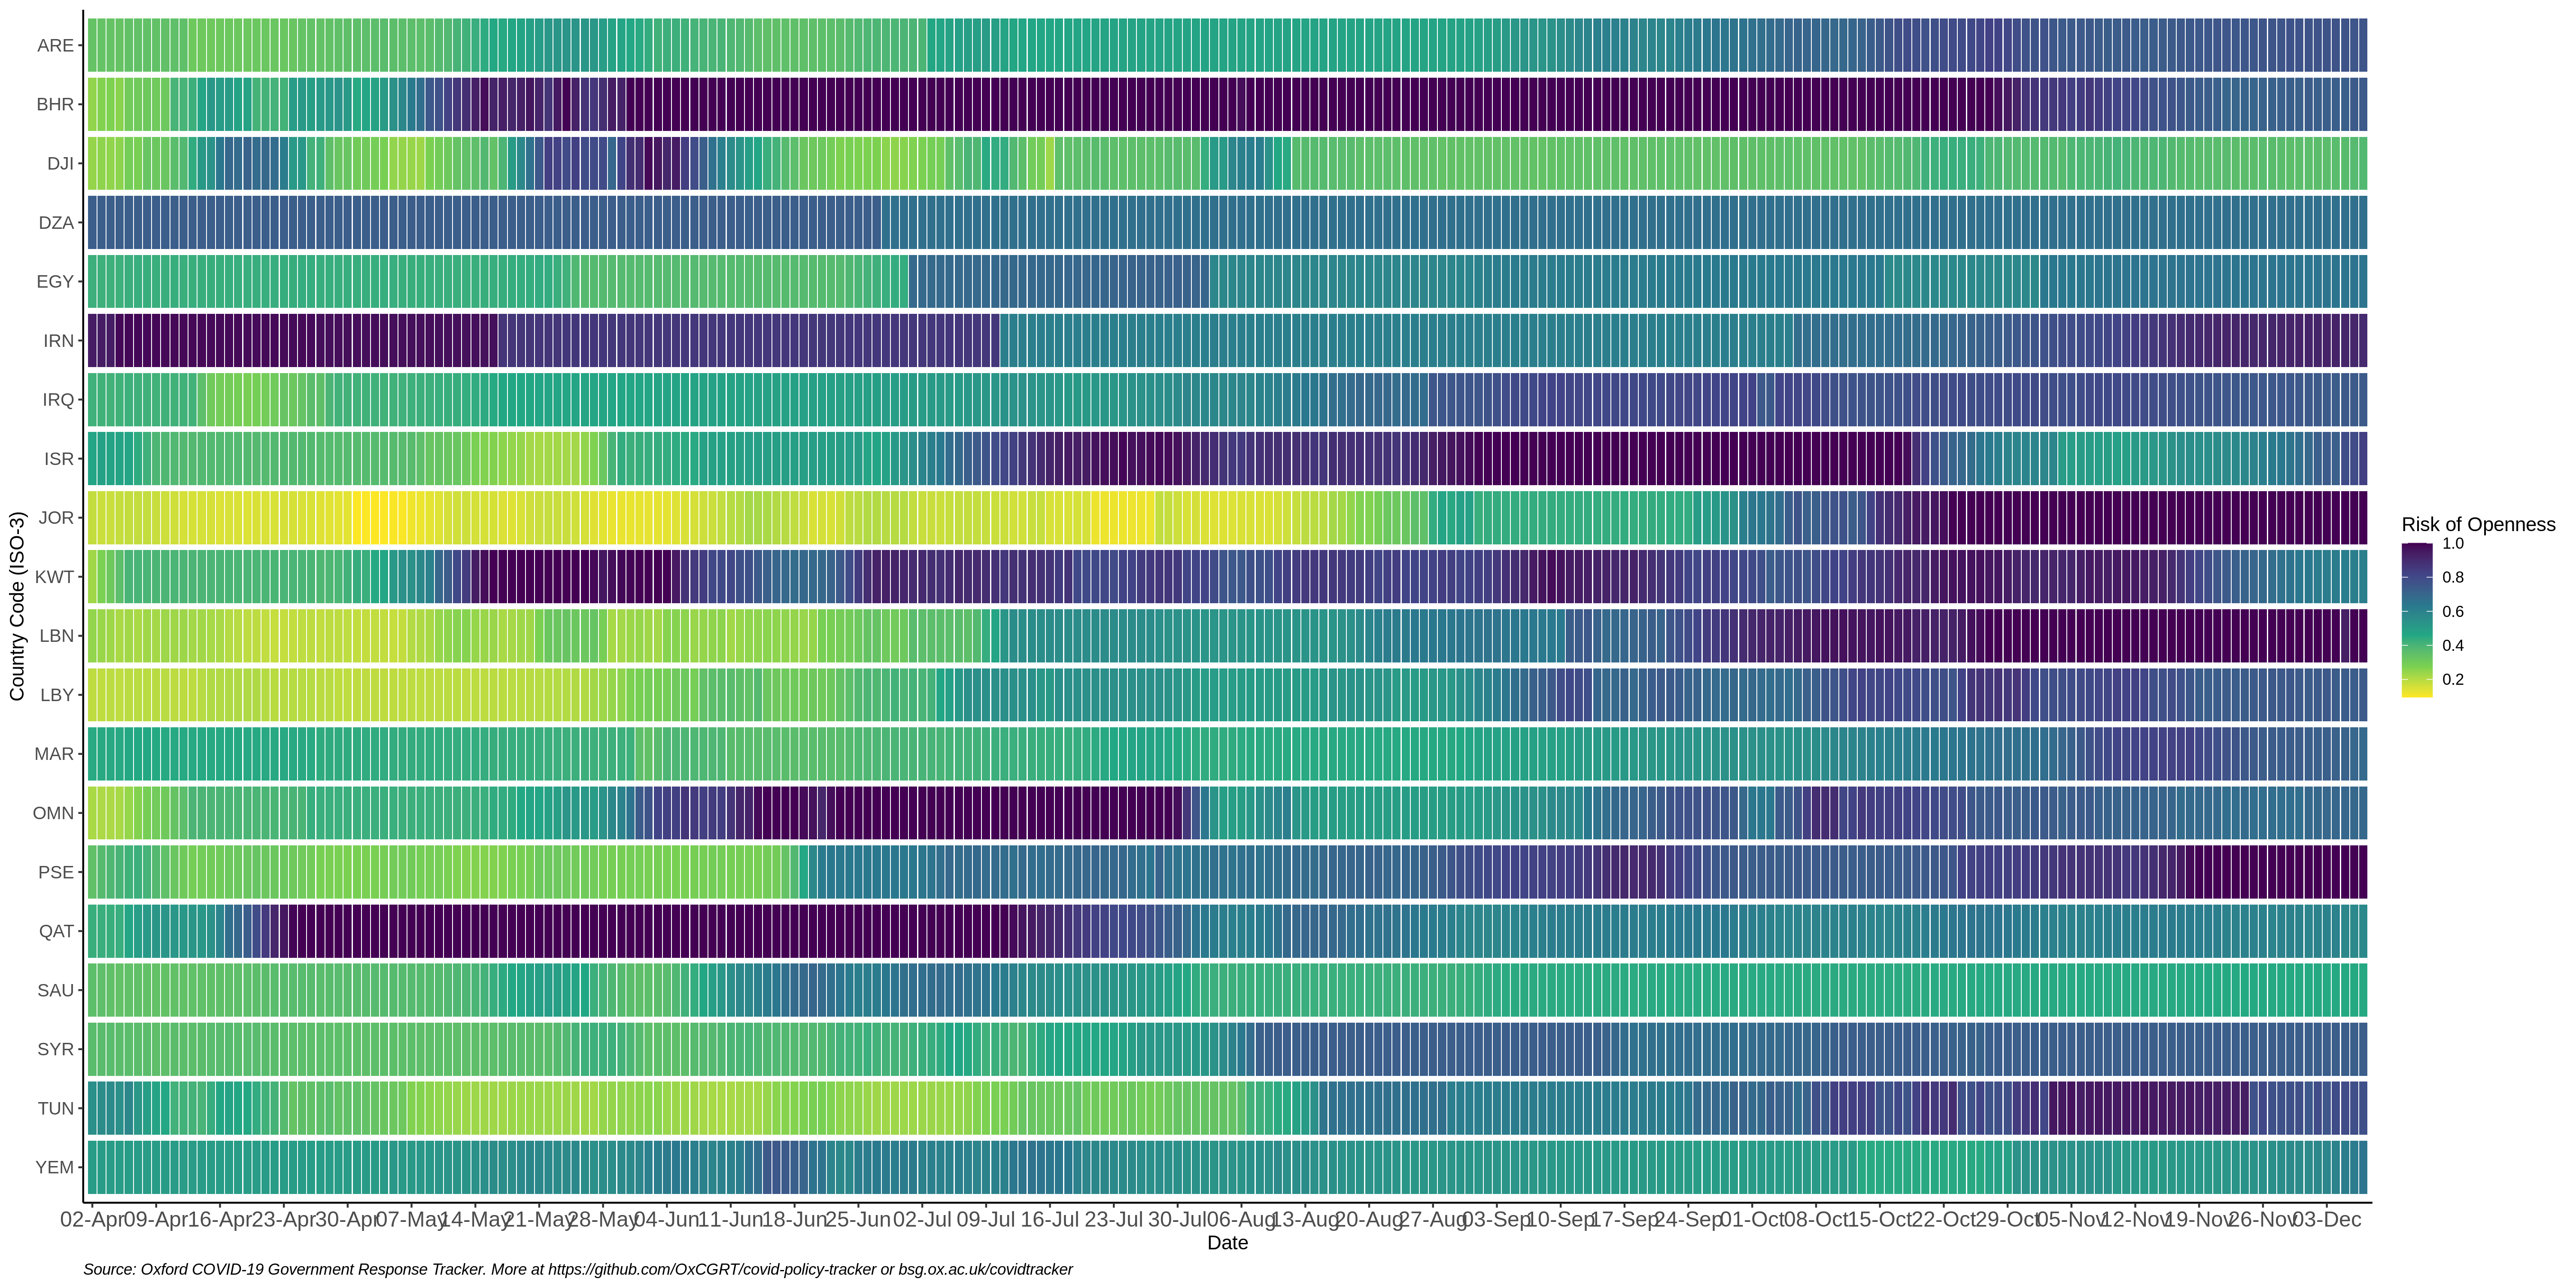 ARE
BHR
DJI
DZA
EGY
IRN
IRQ
ISR
JOR
KWT
LBN
LBY
MAR
OMN
PSE
QAT
SAU
SYR
TUN
YEM
Country Code (ISO-3)
02-Apr 09-Apr 16-Apr 23-Apr 30-Apr 07-May 14-May 21-May 28-May 04-Jun 11-Jun 18-Jun 25-Jun 02-Jul 09-Jul 16-Jul 23-Jul 30-Jul 06-Aug 13-Aug 20-Aug 27-Aug 03-Sep 10-Sep 17-Sep 24-Sep 01-Oct 08-Oct 15-Oct 22-Oct 29-Oct 05-Nov 12-Nov 19-Nov 26-Nov 03-Dec
Date
Risk of Openness
1.0
0.8
0.6
0.4
0.2
Source: Oxford COVID-19 Government Response Tracker. More at https://github.com/OxCGRT/covid-policy-tracker or bsg.ox.ac.uk/covidtracker